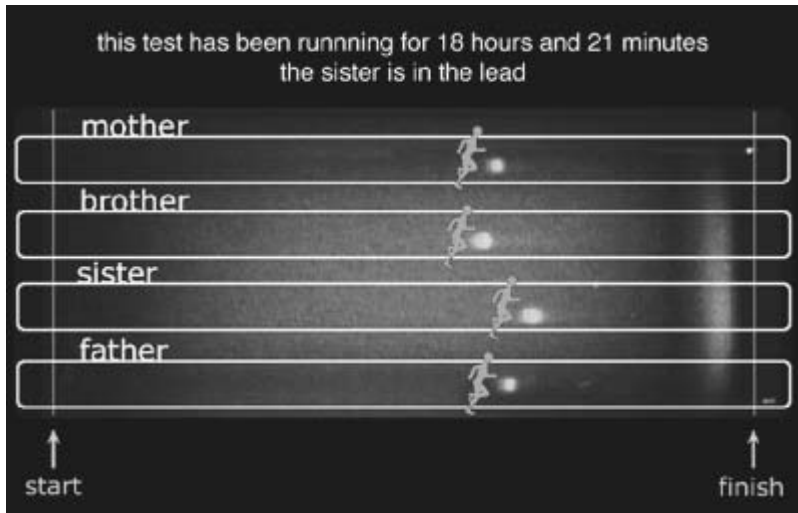 this test has been runnning for 18 hours and 21 minutes
the sister is in the lead
mother
brother
sister
father
start
finish